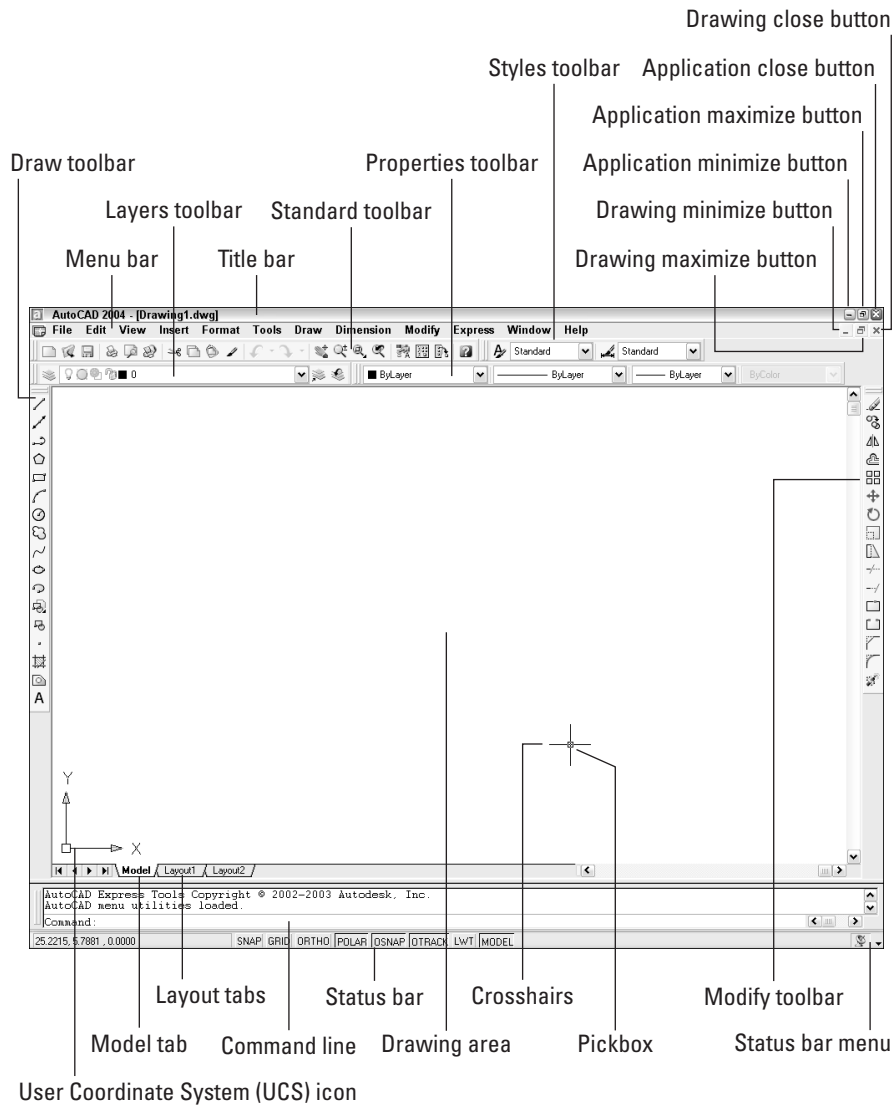 Drawing close button
Styles toolbar Application close button
Application maximize button
Draw toolbar Properties toolbar Application minimize button
Layers toolbar Standard toolbar Drawing minimize button
Menu bar Title bar Drawing maximize button
AutoCAD 2004 - [Drawing1.dwg]
File Edit View Insert Format Tools Draw Dimension Modify Express Window Help
Standard Standard
0 ByLayer ByLayer ByLayer ByColor
A
Y
X
Model Layout1 Layout2
AutoCAD Express Tools Copyright © 2002-2003 Autodesk, Inc.
AutoCAD menu utilities loaded.
Command:
25.2215, 5.7881 , 0.0000 SNAP GRID ORTHO POLAR OSNAP OTRACK LWT MODEL
Layout tabs Status bar Crosshairs Modify toolbar
Model tab Command line Drawing area Pickbox Status bar menu
User Coordinate System (UCS) icon